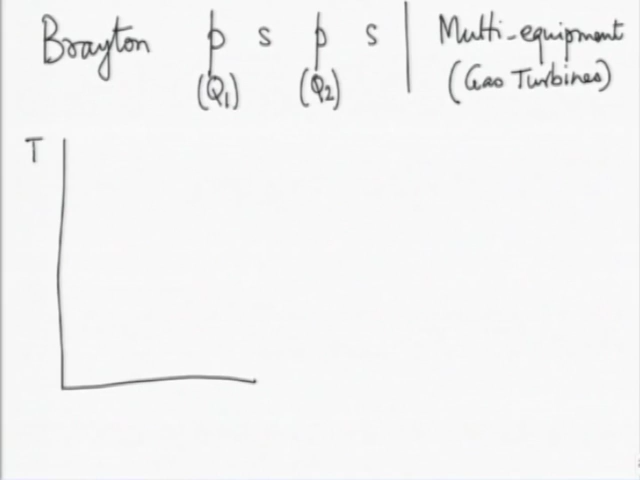 Brayton p s p s | Multi-equipment
(Q1) (Q2) (Gas Turbines)
T